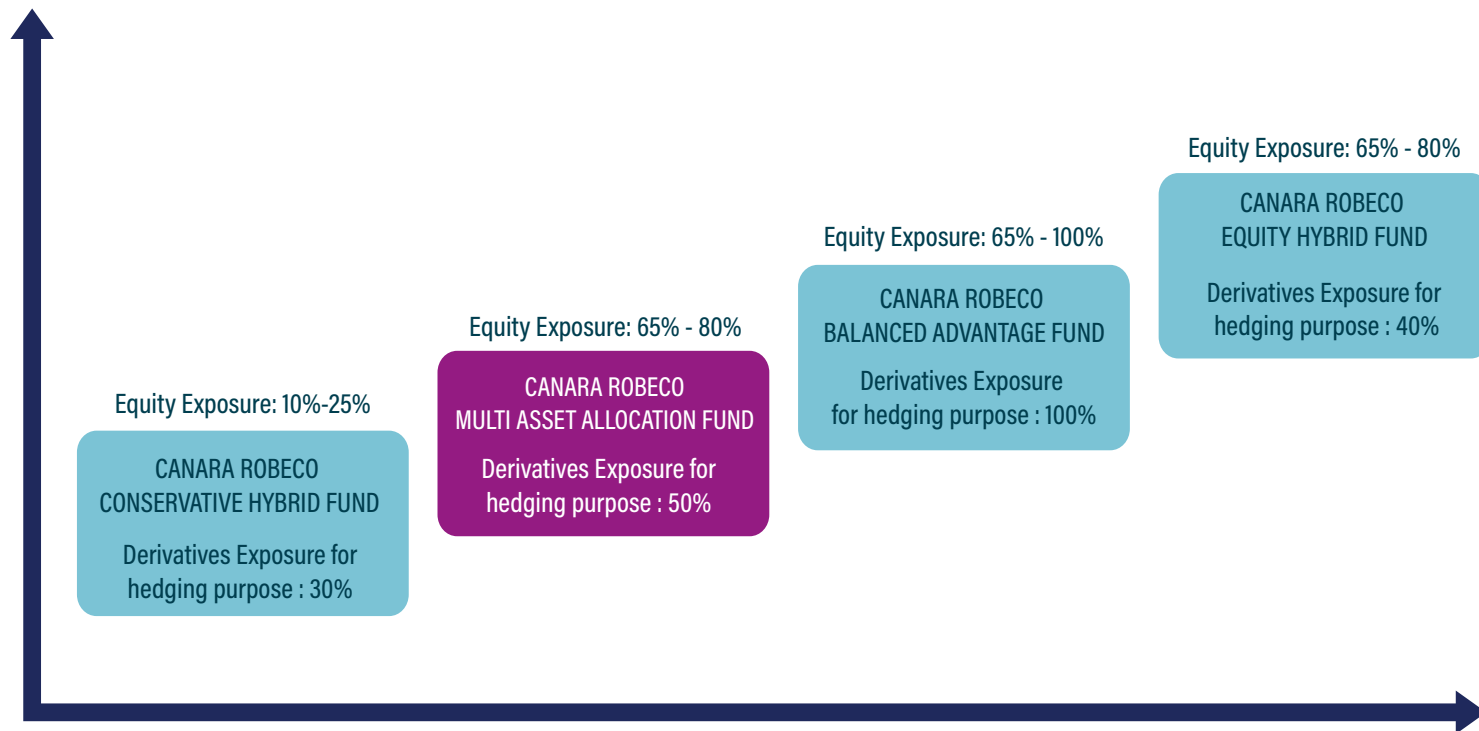 Equity Exposure: 10%-25%
CANARA ROBECO
CONSERVATIVE HYBRID FUND
Derivatives Exposure for
hedging purpose : 30%
Equity Exposure: 65% - 80%
CANARA ROBECO
MULTI ASSET ALLOCATION FUND
Derivatives Exposure for
hedging purpose : 50%
Equity Exposure: 65% - 100%
CANARA ROBECO
BALANCED ADVANTAGE FUND
Derivatives Exposure
for hedging purpose : 100%
Equity Exposure: 65% - 80%
CANARA ROBECO
EQUITY HYBRID FUND
Derivatives Exposure for
hedging purpose : 40%